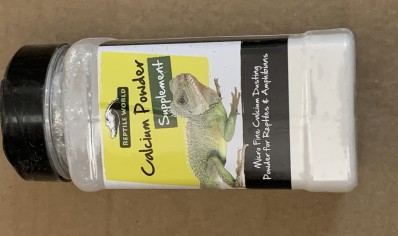 REPTILE WORLD
Calcium Powder
Supplement
Micro Fine Calcium Dusting
Powder for Reptiles & Amphibians